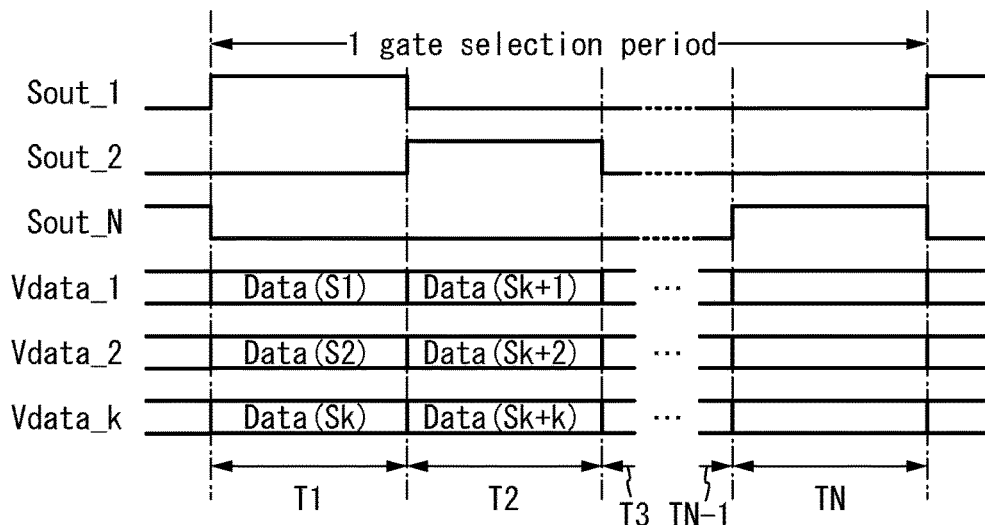 1 gate selection period
Sout_1
Sout_2
Sout_N
Vdata_1 Data(S1) Data(Sk+1) ...
Vdata_2 Data(S2) Data(Sk+2) ...
Vdata_k Data(Sk) Data(Sk+k) ...
T1 T2 T3 TN-1 TN